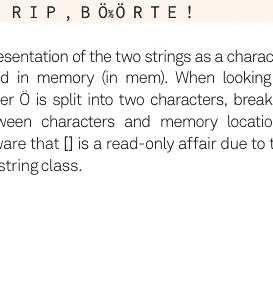 R I P , B Ö Ö R T E !
esentation of the two strings as a charac
d in memory (in mem). When looking
er Ö is split into two characters, break
ween characters and memory locatio
vare that [] is a read-only affair due to t
string class.